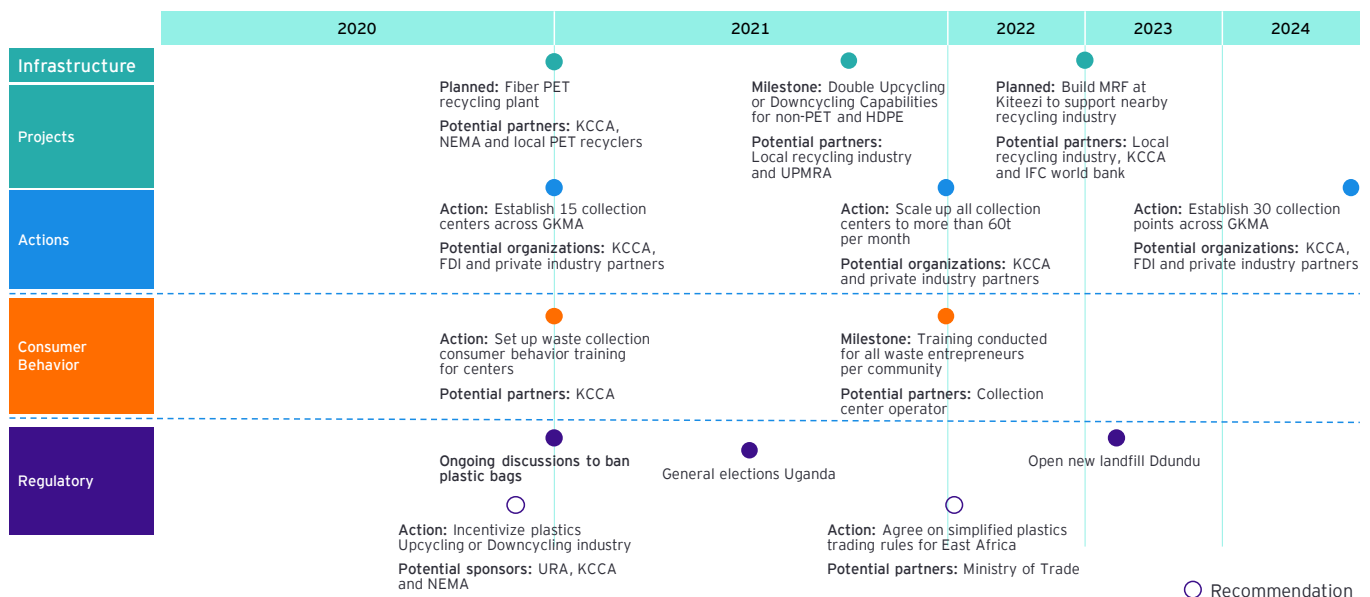 2020
2021
2022
2023
2024
Infrastructure
Projects
Planned: Fiber PET
recycling plant
Potential partners: KCCA,
NEMA and local PET recyclers
Milestone: Double Upcycling
or Downcycling Capabilities
for non-PET and HDPE
Potential partners:
Local recycling industry
and UPMRA
Planned: Build MRF at
Kiteezi to support nearby
recycling industry
Potential partners: Local
recycling industry, KCCA
and IFC world bank
Actions
Action: Establish 15 collection
centers across GKMA
Potential organizations: KCCA,
FDI and private industry partners
Action: Scale up all collection
centers to more than 60t
per month
Potential organizations: KCCA
and private industry partners
Action: Establish 30 collection
points across GKMA
Potential organizations: KCCA,
FDI and private industry partners
Consumer
Behavior
Action: Set up waste collection
consumer behavior training
for centers
Potential partners: KCCA
Milestone: Training conducted
for all waste entrepreneurs
per community
Potential partners: Collection
center operator
Regulatory
Ongoing discussions to ban
plastic bags
General elections Uganda
Open new landfill Ddundu
Action: Incentivize plastics
Upcycling or Downcycling industry
Potential sponsors: URA, KCCA
and NEMA
Action: Agree on simplified plastics
trading rules for East Africa
Potential partners: Ministry of Trade
Recommendation